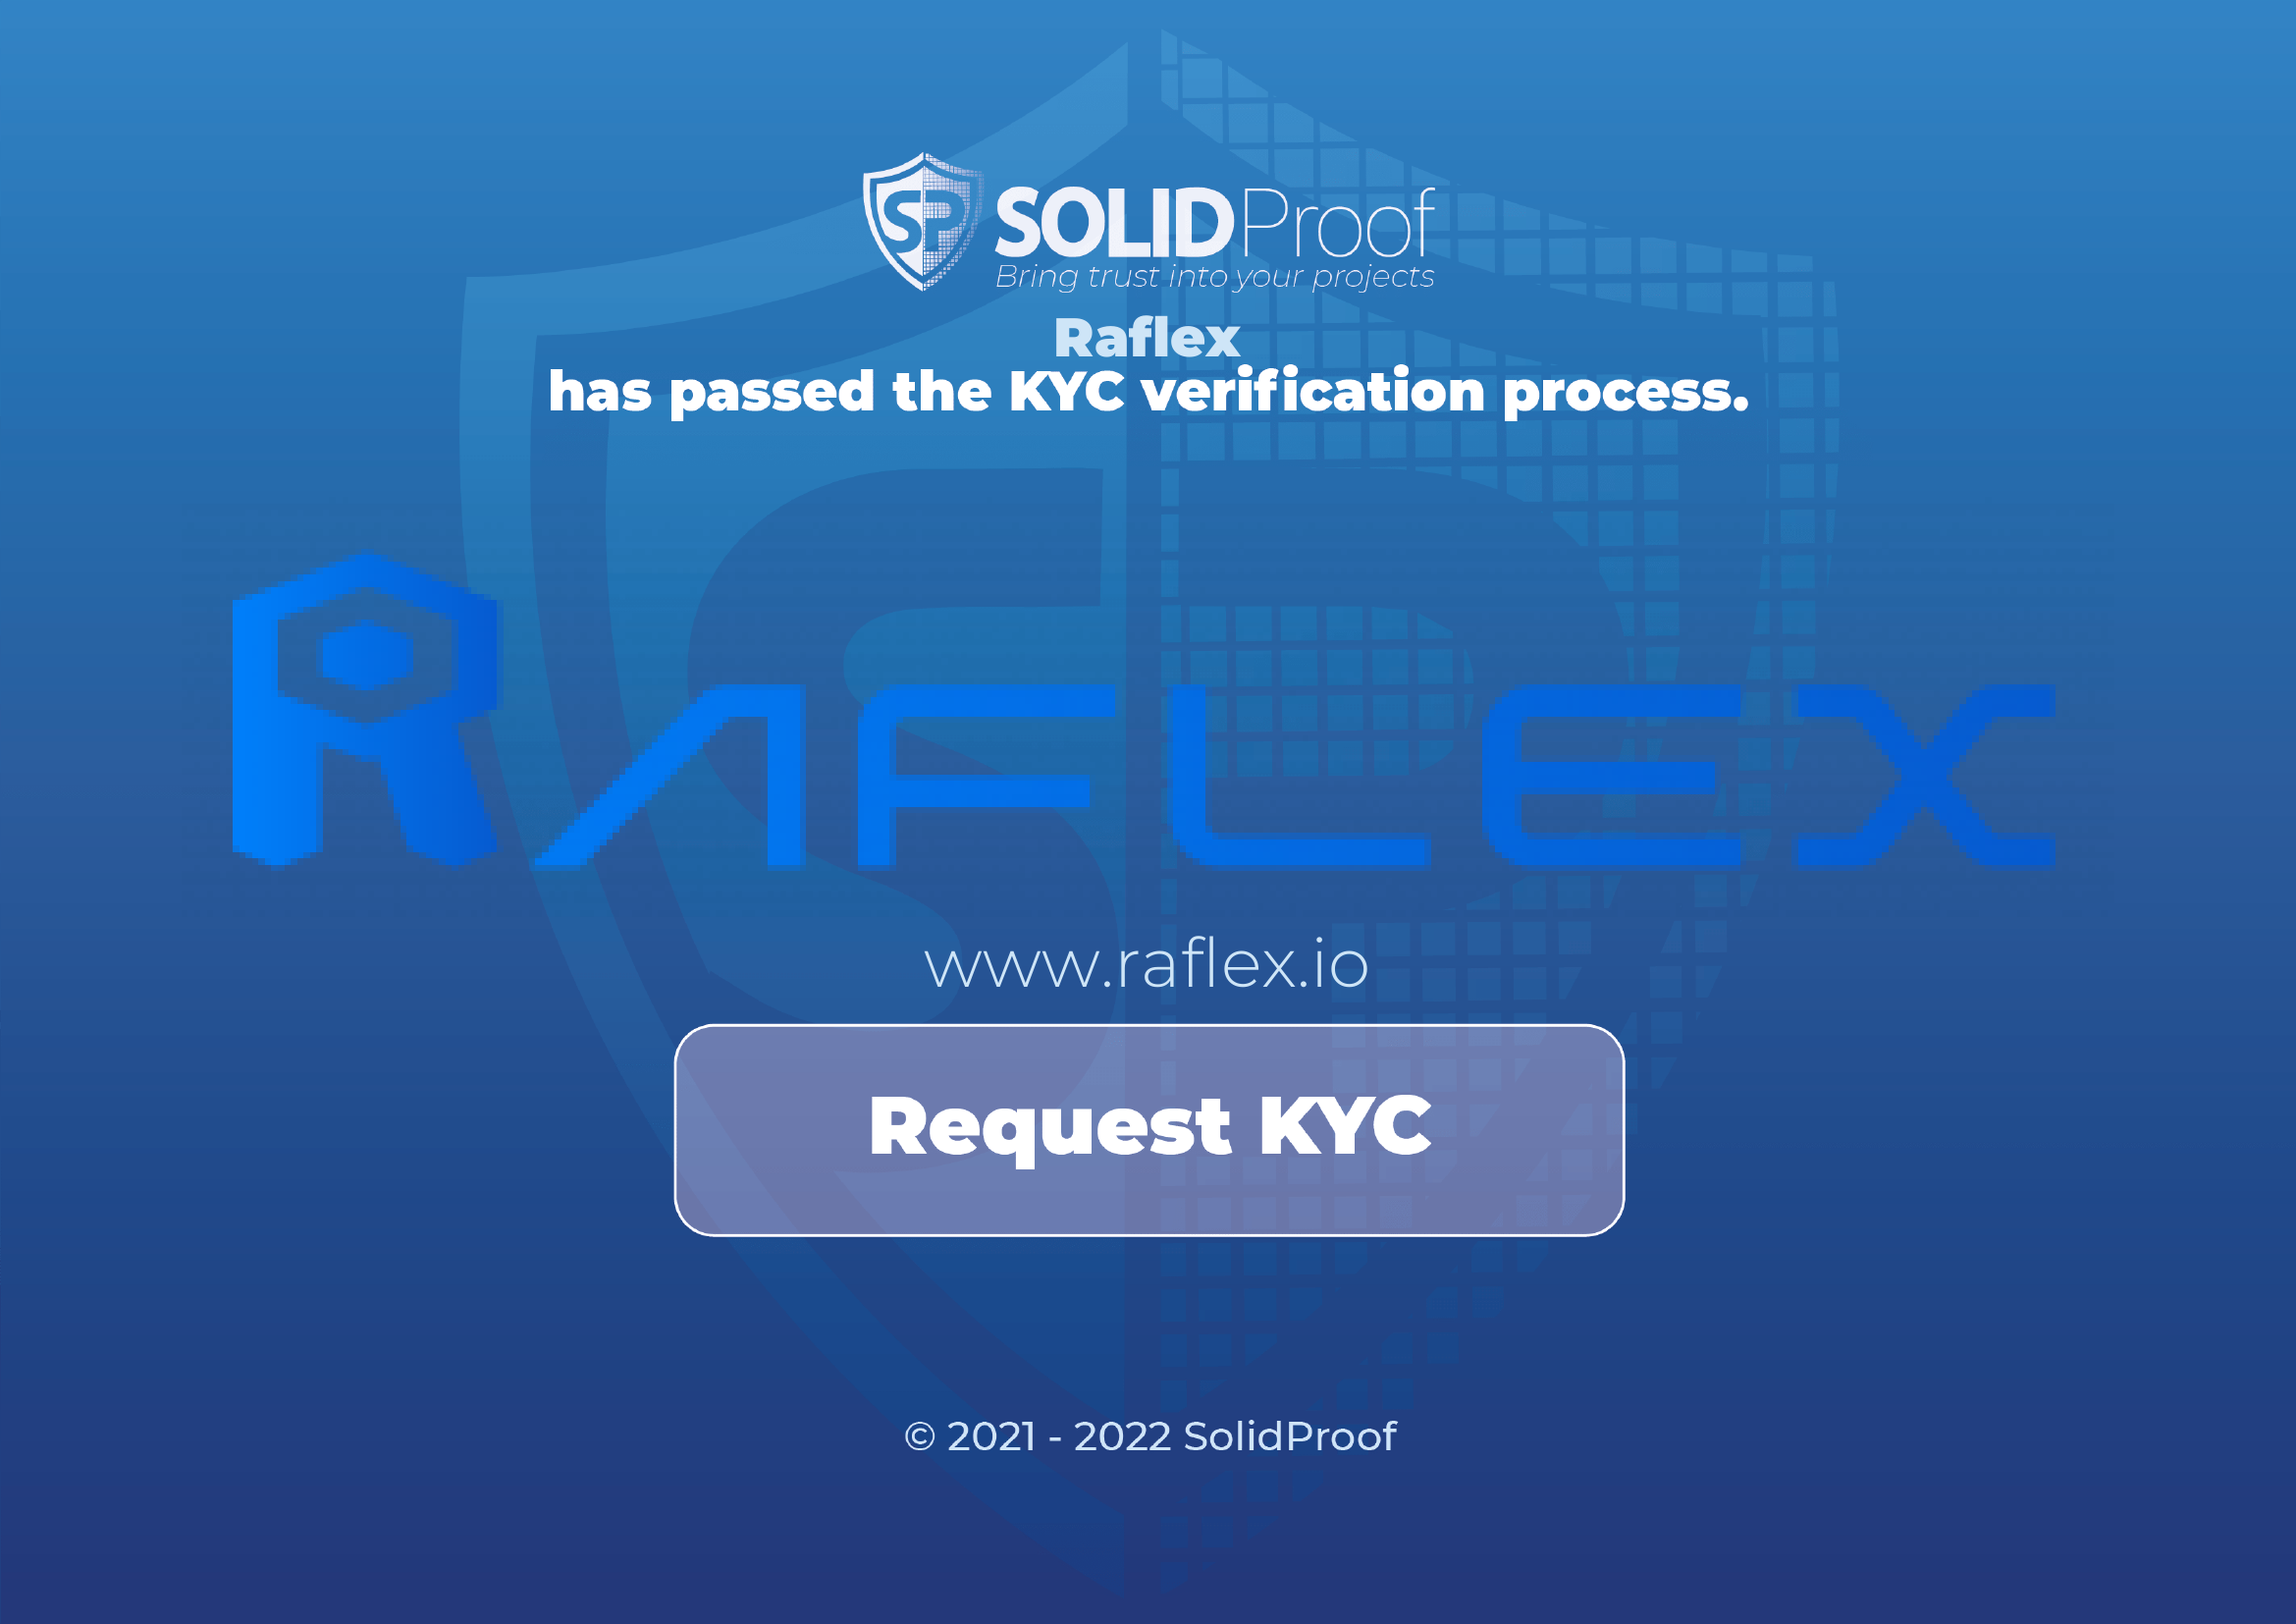 SP SOLIDProof
Bring trust into your projects
Raflex
has passed the KYC verification process.
RAFLEX
www.raflex.io
Request KYC
© 2021 - 2022 SolidProof